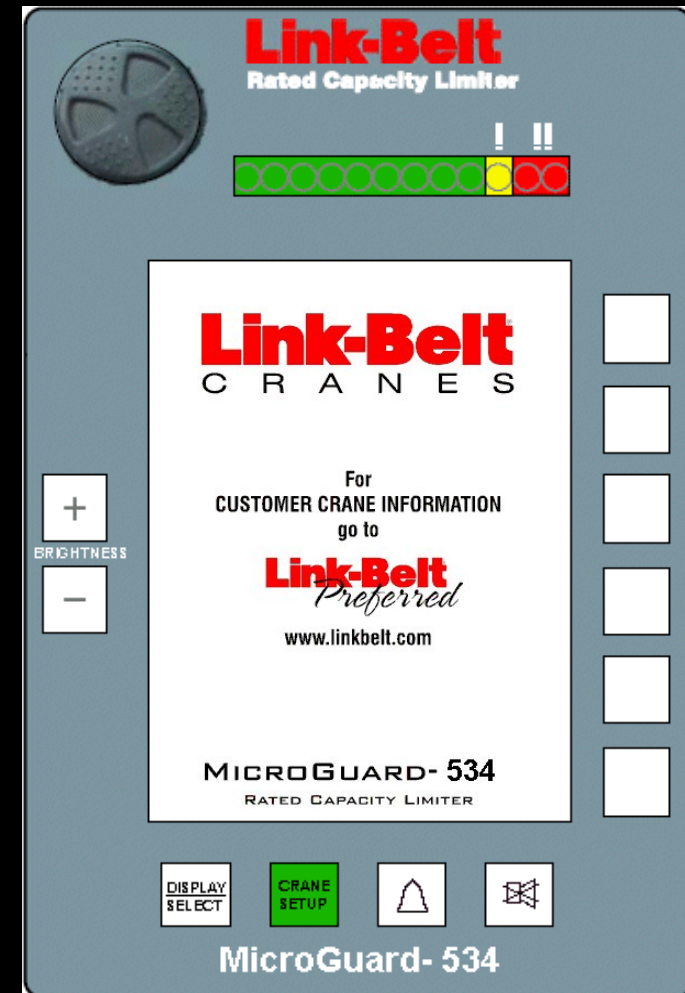 Link-Belt
Rated Capacity Limiter
! !!
Link-Belt
CRANES
For
CUSTOMER CRANE INFORMATION
go to
Link-Belt
Preferred
www.linkbelt.com
MICROGUARD- 534
RATED CAPACITY LIMITER
+
BRIGHTNESS
−
DISPLAY
SELECT
CRANE
SETUP
MicroGuard- 534